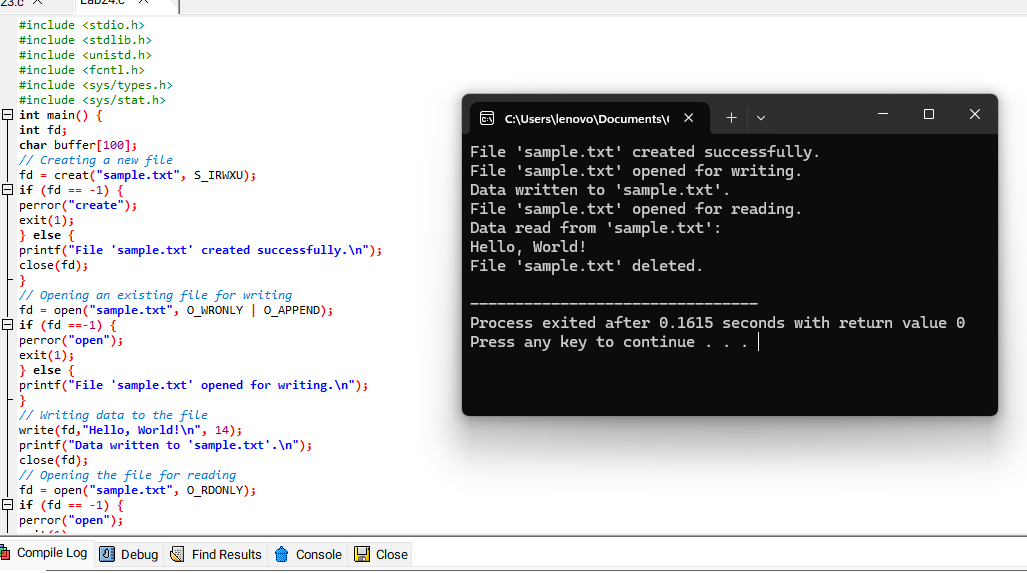 23.c
Lab24.c
#include <stdio.h>
#include <stdlib.h>
#include <unistd.h>
#include <fcntl.h>
#include <sys/types.h>
#include <sys/stat.h>
int main() {
int fd;
char buffer[100];
// Creating a new file
fd = creat("sample.txt", S_IRWXU);
if (fd == -1) {
perror("create");
exit(1);
} else {
printf("File 'sample.txt' created successfully.\n");
close(fd);
}
// Opening an existing file for writing
fd = open("sample.txt", O_WRONLY | O_APPEND);
if (fd ==-1) {
perror("open");
exit(1);
} else {
printf("File 'sample.txt' opened for writing.\n");
}
// Writing data to the file
write(fd,"Hello, World!\n", 14);
printf("Data written to 'sample.txt'.\n");
close(fd);
// Opening the file for reading
fd = open("sample.txt", O_RDONLY);
if (fd == -1) {
perror("open");
C:\Users\lenovo\Documents\
File 'sample.txt' created successfully.
File 'sample.txt' opened for writing.
Data written to 'sample.txt'.
File 'sample.txt' opened for reading.
Data read from 'sample.txt':
Hello, World!
File 'sample.txt' deleted.
--------------------------------
Process exited after 0.1615 seconds with return value 0
Press any key to continue . . .
Compile Log
Debug
Find Results
Console
Close